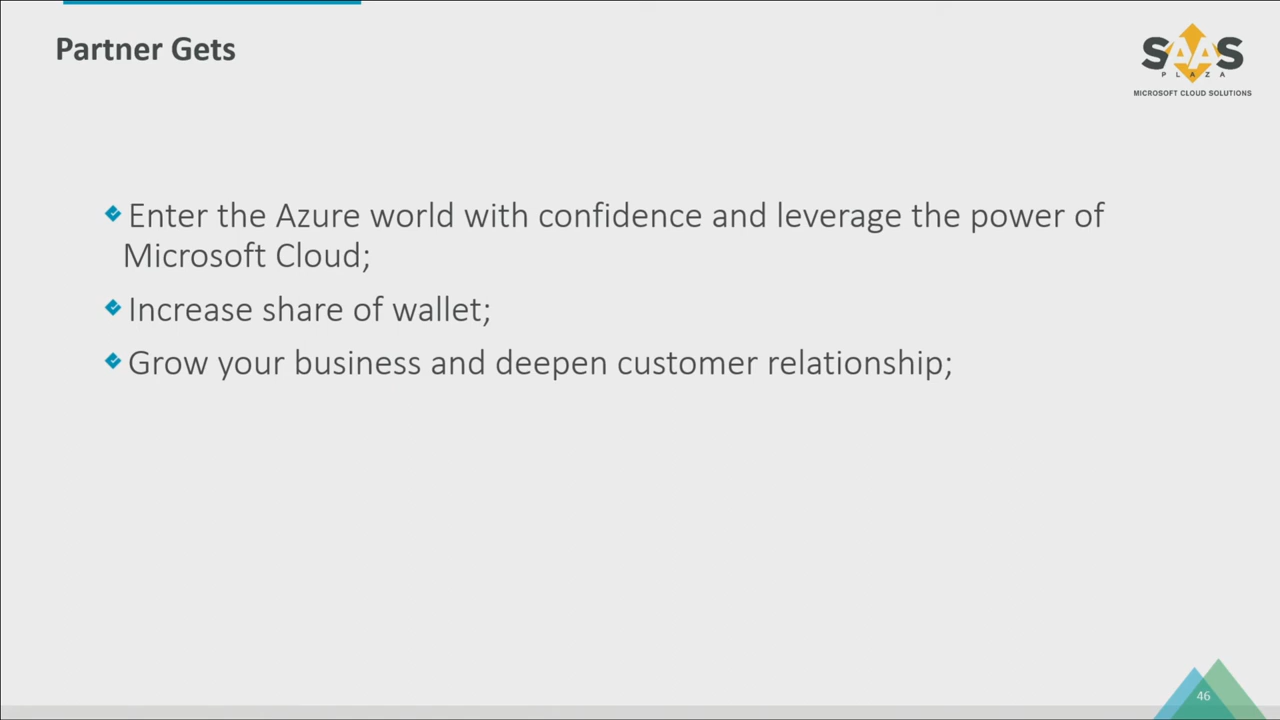 Partner Gets
SAAS
PLAZA
MICROSOFT CLOUD SOLUTIONS
Enter the Azure world with confidence and leverage the power of
Microsoft Cloud;
Increase share of wallet;
Grow your business and deepen customer relationship;
46